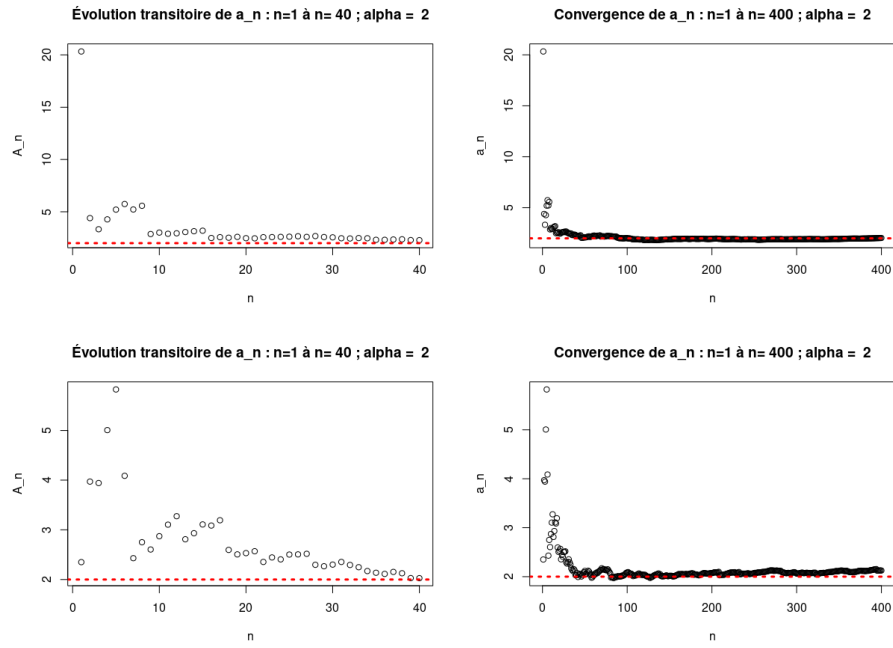 Évolution transitoire de a_n : n=1 à n= 40 ; alpha =  2
A_n
20
15
10
5
0 10 20 30 40
n
Convergence de a_n : n=1 à n= 400 ; alpha =  2
a_n
20
15
10
5
0 100 200 300 400
n
Évolution transitoire de a_n : n=1 à n= 40 ; alpha =  2
A_n
5
4
3
2
0 10 20 30 40
n
Convergence de a_n : n=1 à n= 400 ; alpha =  2
a_n
5
4
3
2
0 100 200 300 400
n